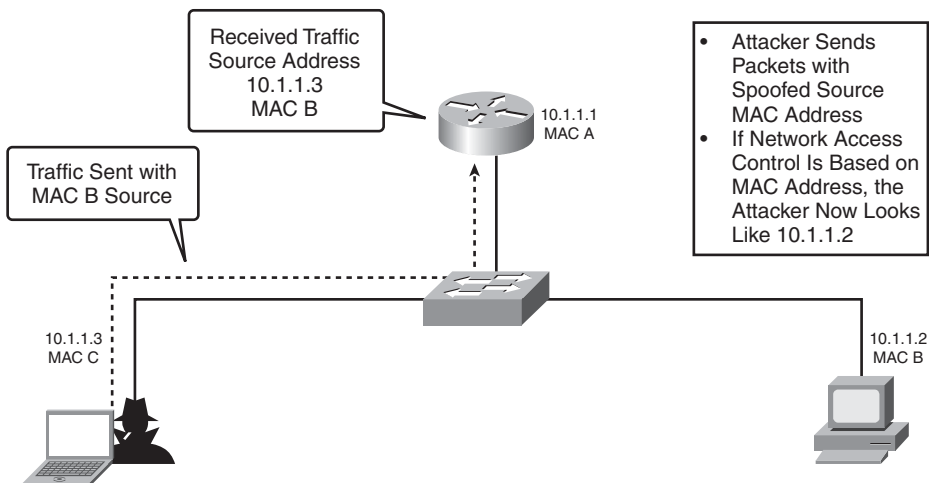 Received Traffic
Source Address
10.1.1.3
MAC B
10.1.1.1
MAC A
• Attacker Sends
Packets with
Spoofed Source
MAC Address
• If Network Access
Control Is Based on
MAC Address, the
Attacker Now Looks
Like 10.1.1.2
Traffic Sent with
MAC B Source
10.1.1.3
MAC C
10.1.1.2
MAC B